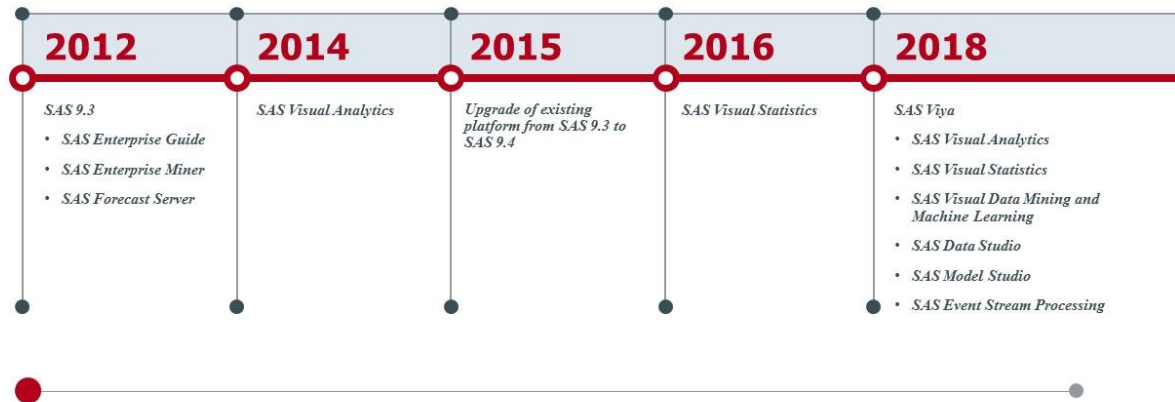 2012
2014
2015
2016
2018
SAS 9.3
• SAS Enterprise Guide
• SAS Enterprise Miner
• SAS Forecast Server
SAS Visual Analytics
Upgrade of existing
platform from SAS 9.3 to
SAS 9.4
SAS Visual Statistics
SAS Viya
• SAS Visual Analytics
• SAS Visual Statistics
• SAS Visual Data Mining and
Machine Learning
• SAS Data Studio
• SAS Model Studio
• SAS Event Stream Processing